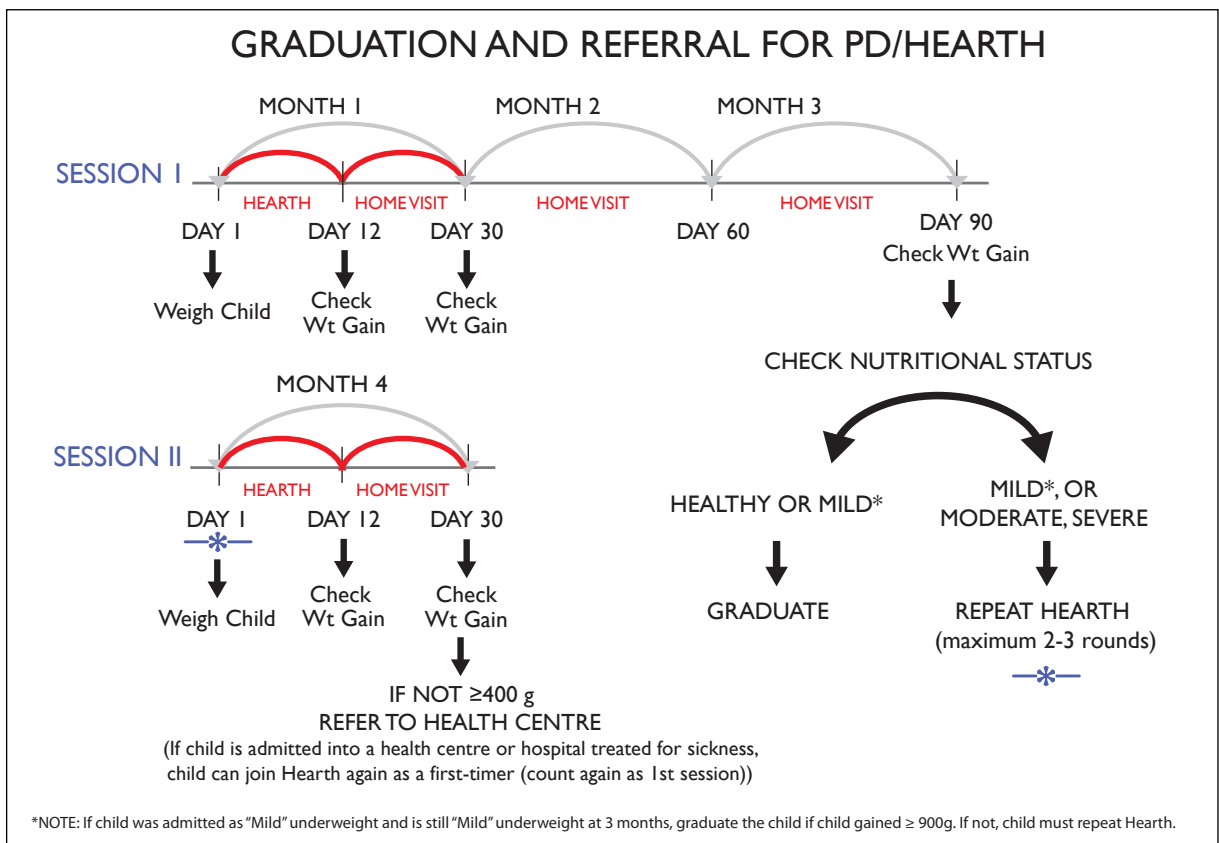 GRADUATION AND REFERRAL FOR PD/HEARTH
MONTH 1
MONTH 2
MONTH 3
SESSION I
HEARTH
HOME VISIT
HOME VISIT
HOME VISIT
DAY 1
DAY 12
DAY 30
DAY 60
DAY 90
Check Wt Gain
Weigh Child
Check
Wt Gain
Check
Wt Gain
CHECK NUTRITIONAL STATUS
HEALTHY OR MILD*
MILD*, OR
MODERATE, SEVERE
GRADUATE
REPEAT HEARTH
(maximum 2-3 rounds)
MONTH 4
SESSION II
HEARTH
HOME VISIT
DAY 1
DAY 12
DAY 30
Weigh Child
Check
Wt Gain
Check
Wt Gain
IF NOT ≥400 g
REFER TO HEALTH CENTRE
(If child is admitted into a health centre or hospital treated for sickness,
child can join Hearth again as a first-timer (count again as 1st session))
*NOTE: If child was admitted as “Mild” underweight and is still “Mild” underweight at 3 months, graduate the child if child gained ≥ 900g. If not, child must repeat Hearth.